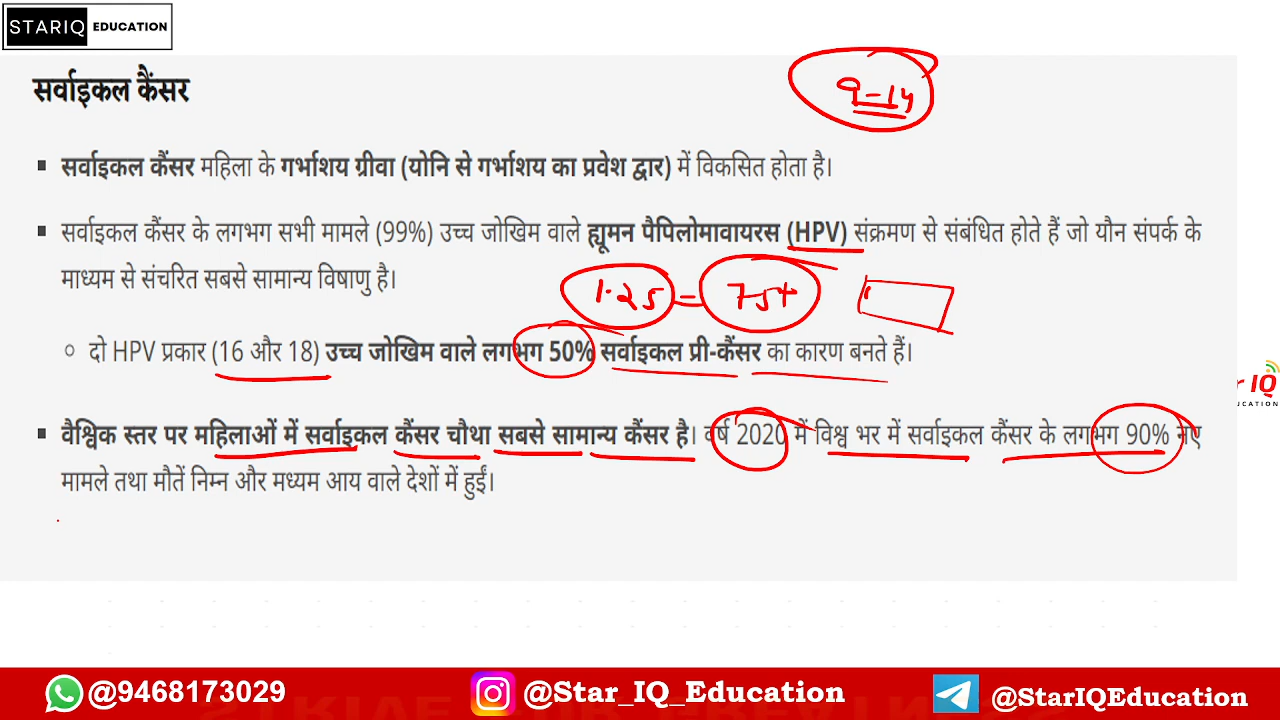 STARIQ EDUCATION
सर्वाइकल कैंसर
9-14
सर्वाइकल कैंसर महिला के गर्भाशय ग्रीवा (योनि से गर्भाशय का प्रवेश द्वार) में विकसित होता है।
सर्वाइकल कैंसर के लगभग सभी मामले (99%) उच्च जोखिम वाले ह्यूमन पैपिलोमावायरस (HPV) संक्रमण से संबंधित होते हैं जो यौन संपर्क के
माध्यम से संचरित सबसे सामान्य विषाणु है।
1.25 = 75+
दो HPV प्रकार (16 और 18) उच्च जोखिम वाले लगभग 50% सर्वाइकल प्री-कैंसर का कारण बनते हैं।
वैश्विक स्तर पर महिलाओं में सर्वाइकल कैंसर चौथा सबसे सामान्य कैंसर है। वर्ष 2020 में विश्व भर में सर्वाइकल कैंसर के लगभग 90% नए
मामले तथा मौतें निम्न और मध्यम आय वाले देशों में हुईं।
@9468173029 @Star_IQ_Education @StarIQEducation